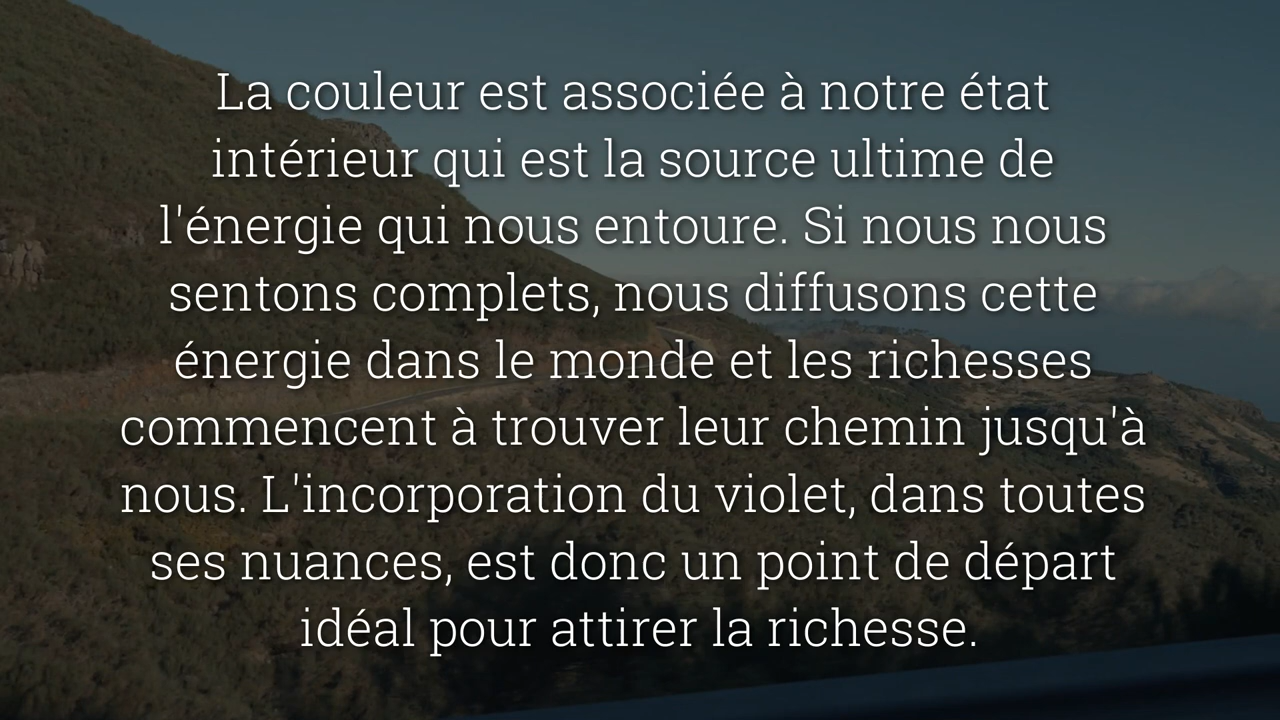 La couleur est associée à notre état
intérieur qui est la source ultime de
l'énergie qui nous entoure. Si nous nous
sentons complets, nous diffusons cette
énergie dans le monde et les richesses
commencent à trouver leur chemin jusqu'à
nous. L'incorporation du violet, dans toutes
ses nuances, est donc un point de départ
idéal pour attirer la richesse.